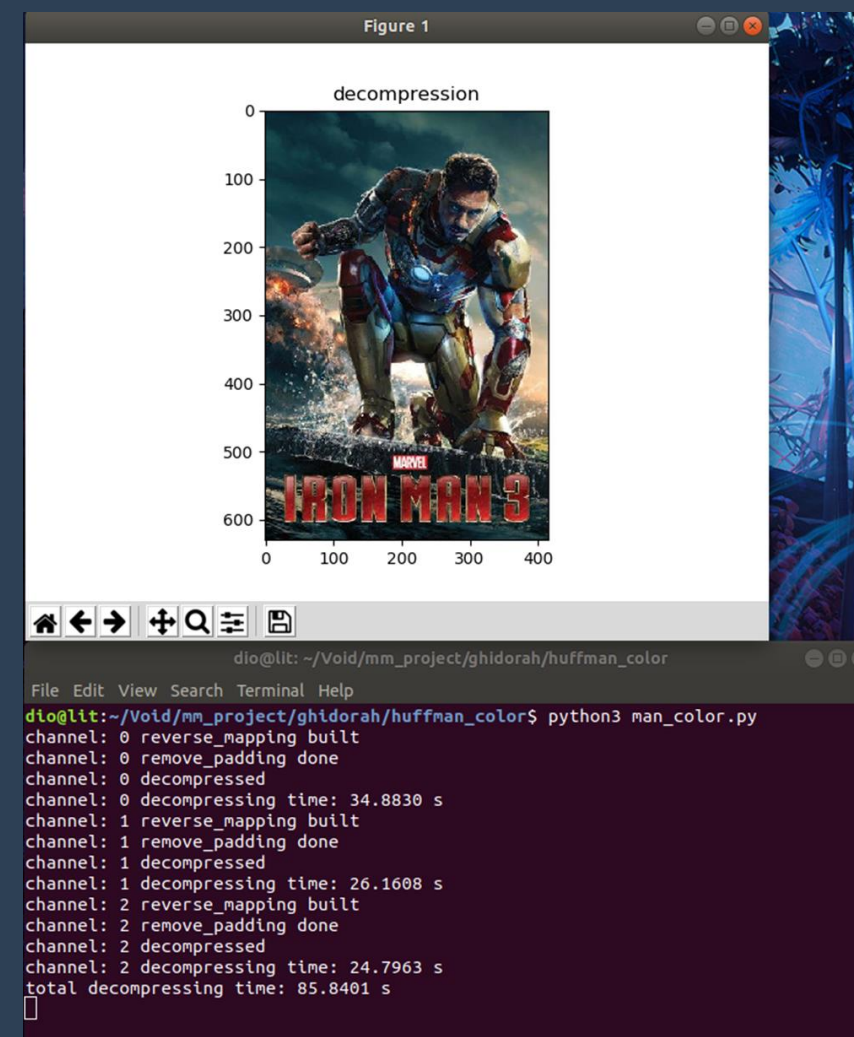 Figure 1
decompression
0
100
200
300
400
500
600
MARVEL
IRON MAN 3
0 100 200 300 400
dio@lit: ~/Void/mm_project/ghidorah/huffman_color
File Edit View Search Terminal Help
dio@lit:~/Void/mm_project/ghidorah/huffman_color$ python3 man_color.py
channel: 0 reverse_mapping built
channel: 0 remove_padding done
channel: 0 decompressed
channel: 0 decompressing time: 34.8830 s
channel: 1 reverse_mapping built
channel: 1 remove_padding done
channel: 1 decompressed
channel: 1 decompressing time: 26.1608 s
channel: 2 reverse_mapping built
channel: 2 remove_padding done
channel: 2 decompressed
channel: 2 decompressing time: 24.7963 s
total decompressing time: 85.8401 s